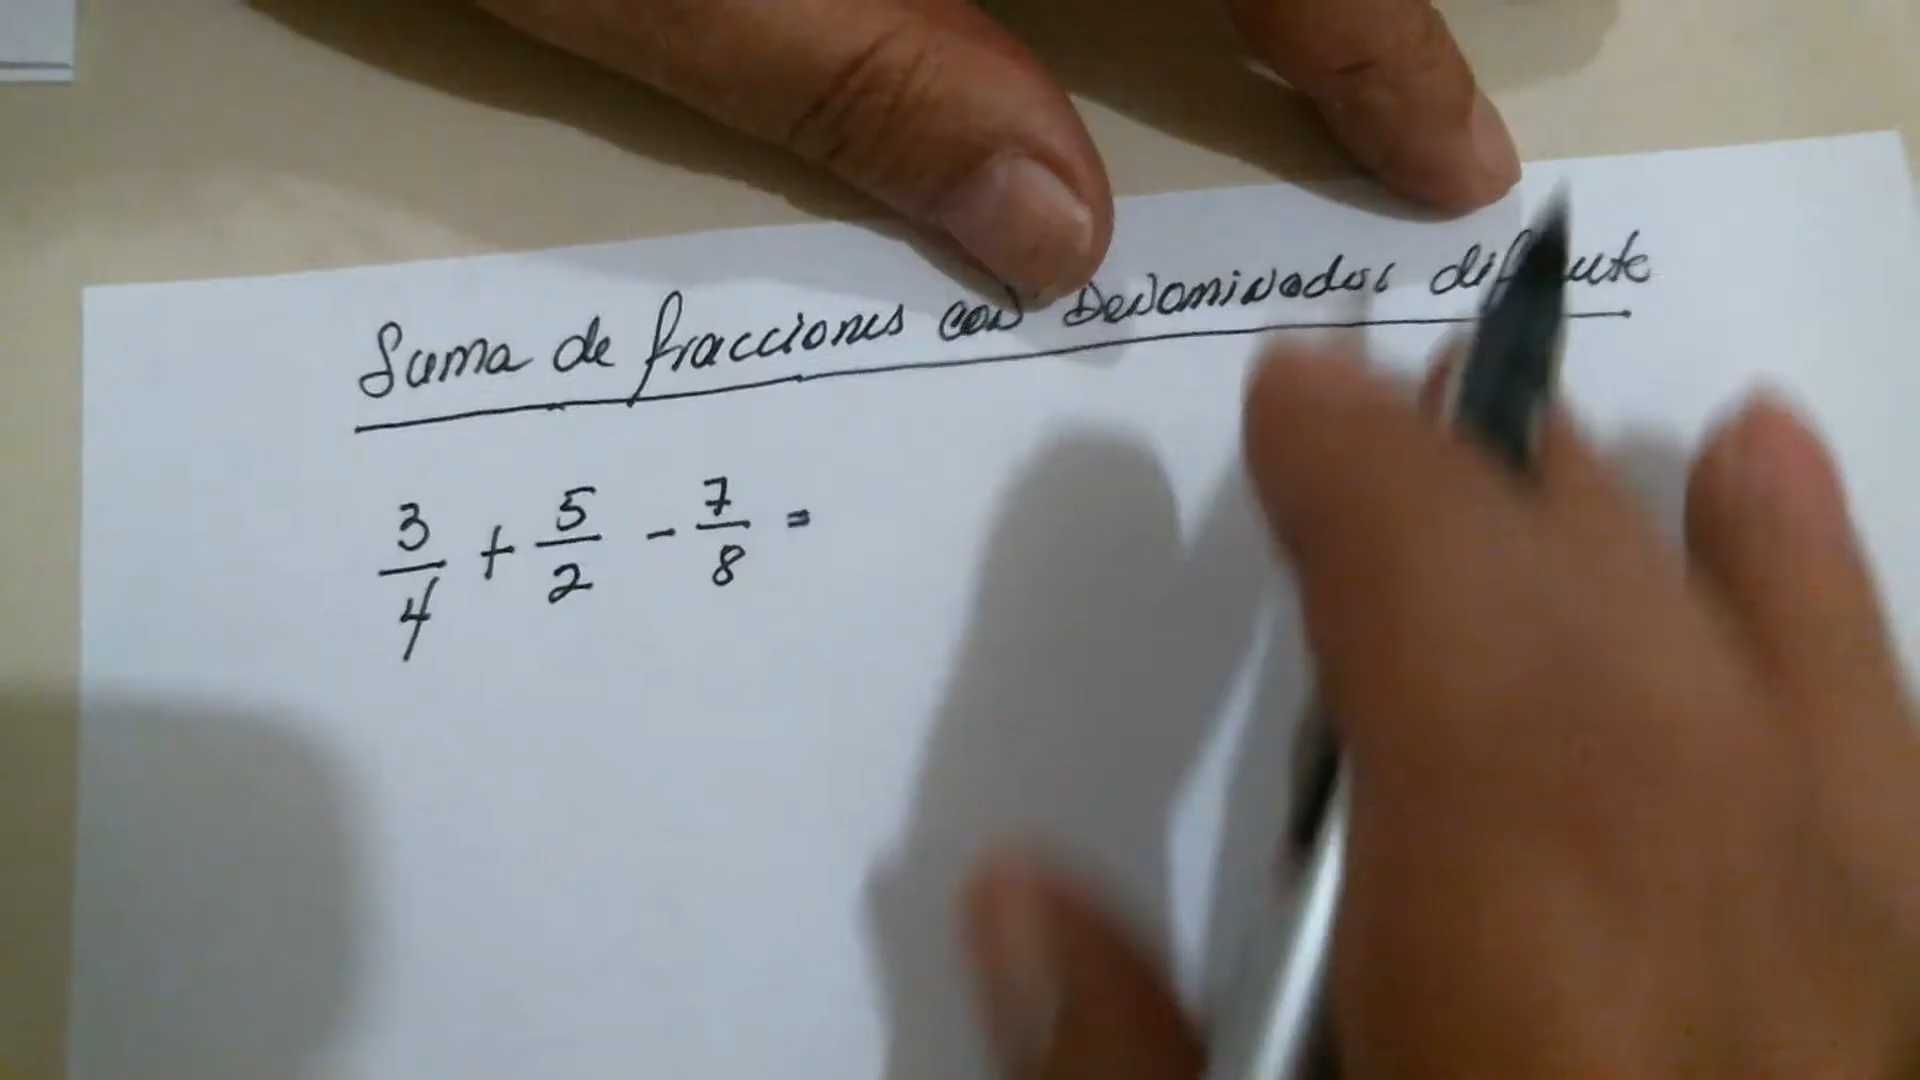 Suma de fracciones con Denominador
3/4 + 5/2 - 7/8 =